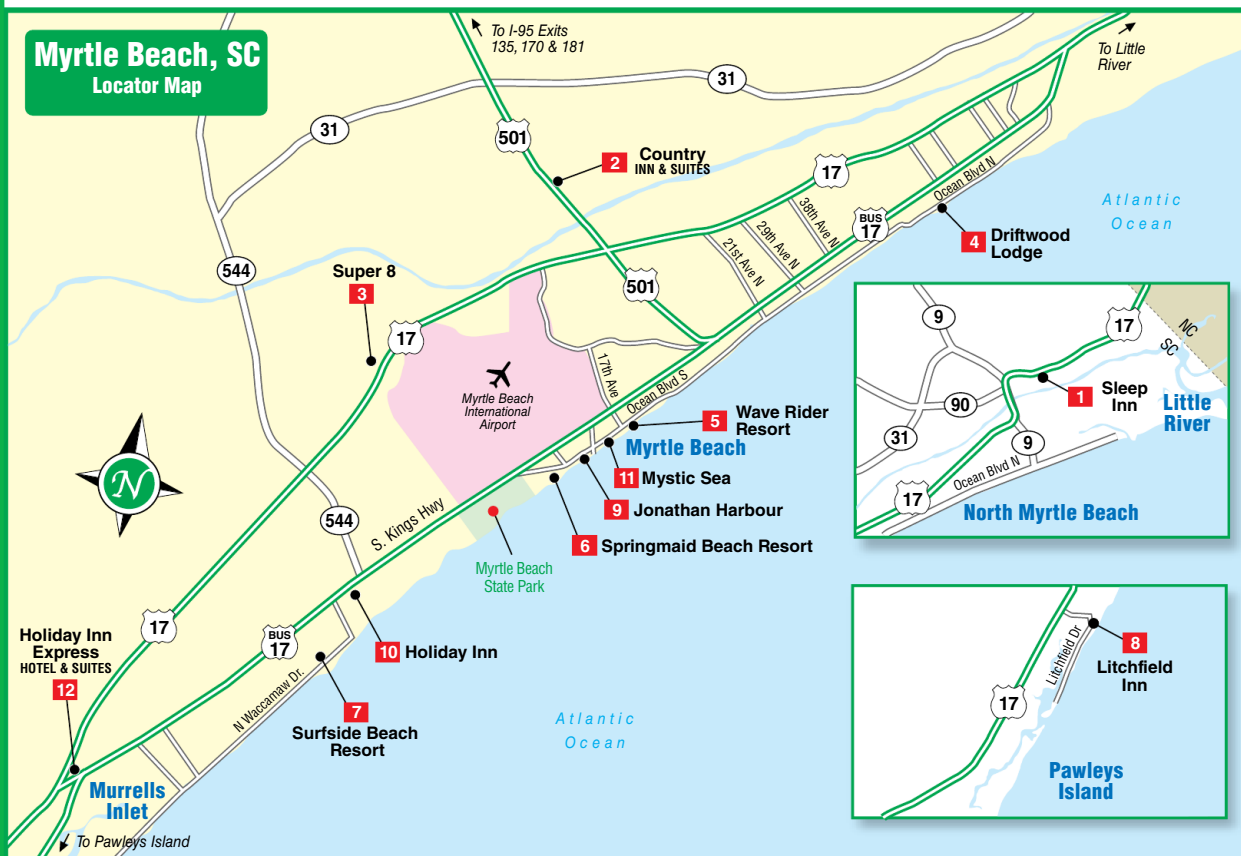 Myrtle Beach, SC
Locator Map
To I-95 Exits
135, 170 & 181
To Little
River
31
31
501
2
Country
INN & SUITES
17
BUS
17
Ocean Blvd N
38th Ave N
29th Ave N
21st Ave N
4
Driftwood
Lodge
Atlantic
Ocean
544
Super 8
3
17
501
Myrtle Beach
International
Airport
17th Ave
Ocean Blvd S
5
Wave Rider
Resort
Myrtle Beach
11
Mystic Sea
9
Jonathan Harbour
6
Springmaid Beach Resort
N
544
S. Kings Hwy
Myrtle Beach
State Park
17
BUS
17
10
Holiday Inn
Holiday Inn
Express
HOTEL & SUITES
12
N Waccamaw Dr.
7
Surfside Beach
Resort
Atlantic
Ocean
Murrells
Inlet
To Pawleys Island
9
17
NC
SC
1
Sleep
Inn
Little
River
90
31
9
17
Ocean Blvd N
North Myrtle Beach
Litchfield Dr
8
Litchfield
Inn
17
Pawleys
Island